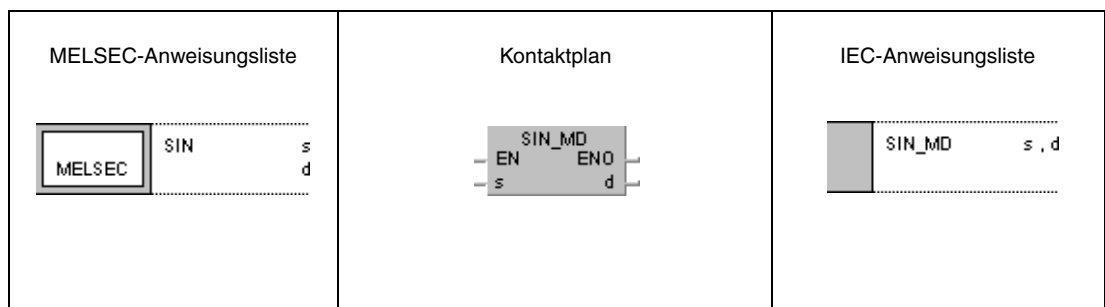 MELSEC-Anweisungsliste
MELSEC
SIN s
d
Kontaktplan
SIN_MD
EN ENO
s d
IEC-Anweisungsliste
SIN_MD s , d